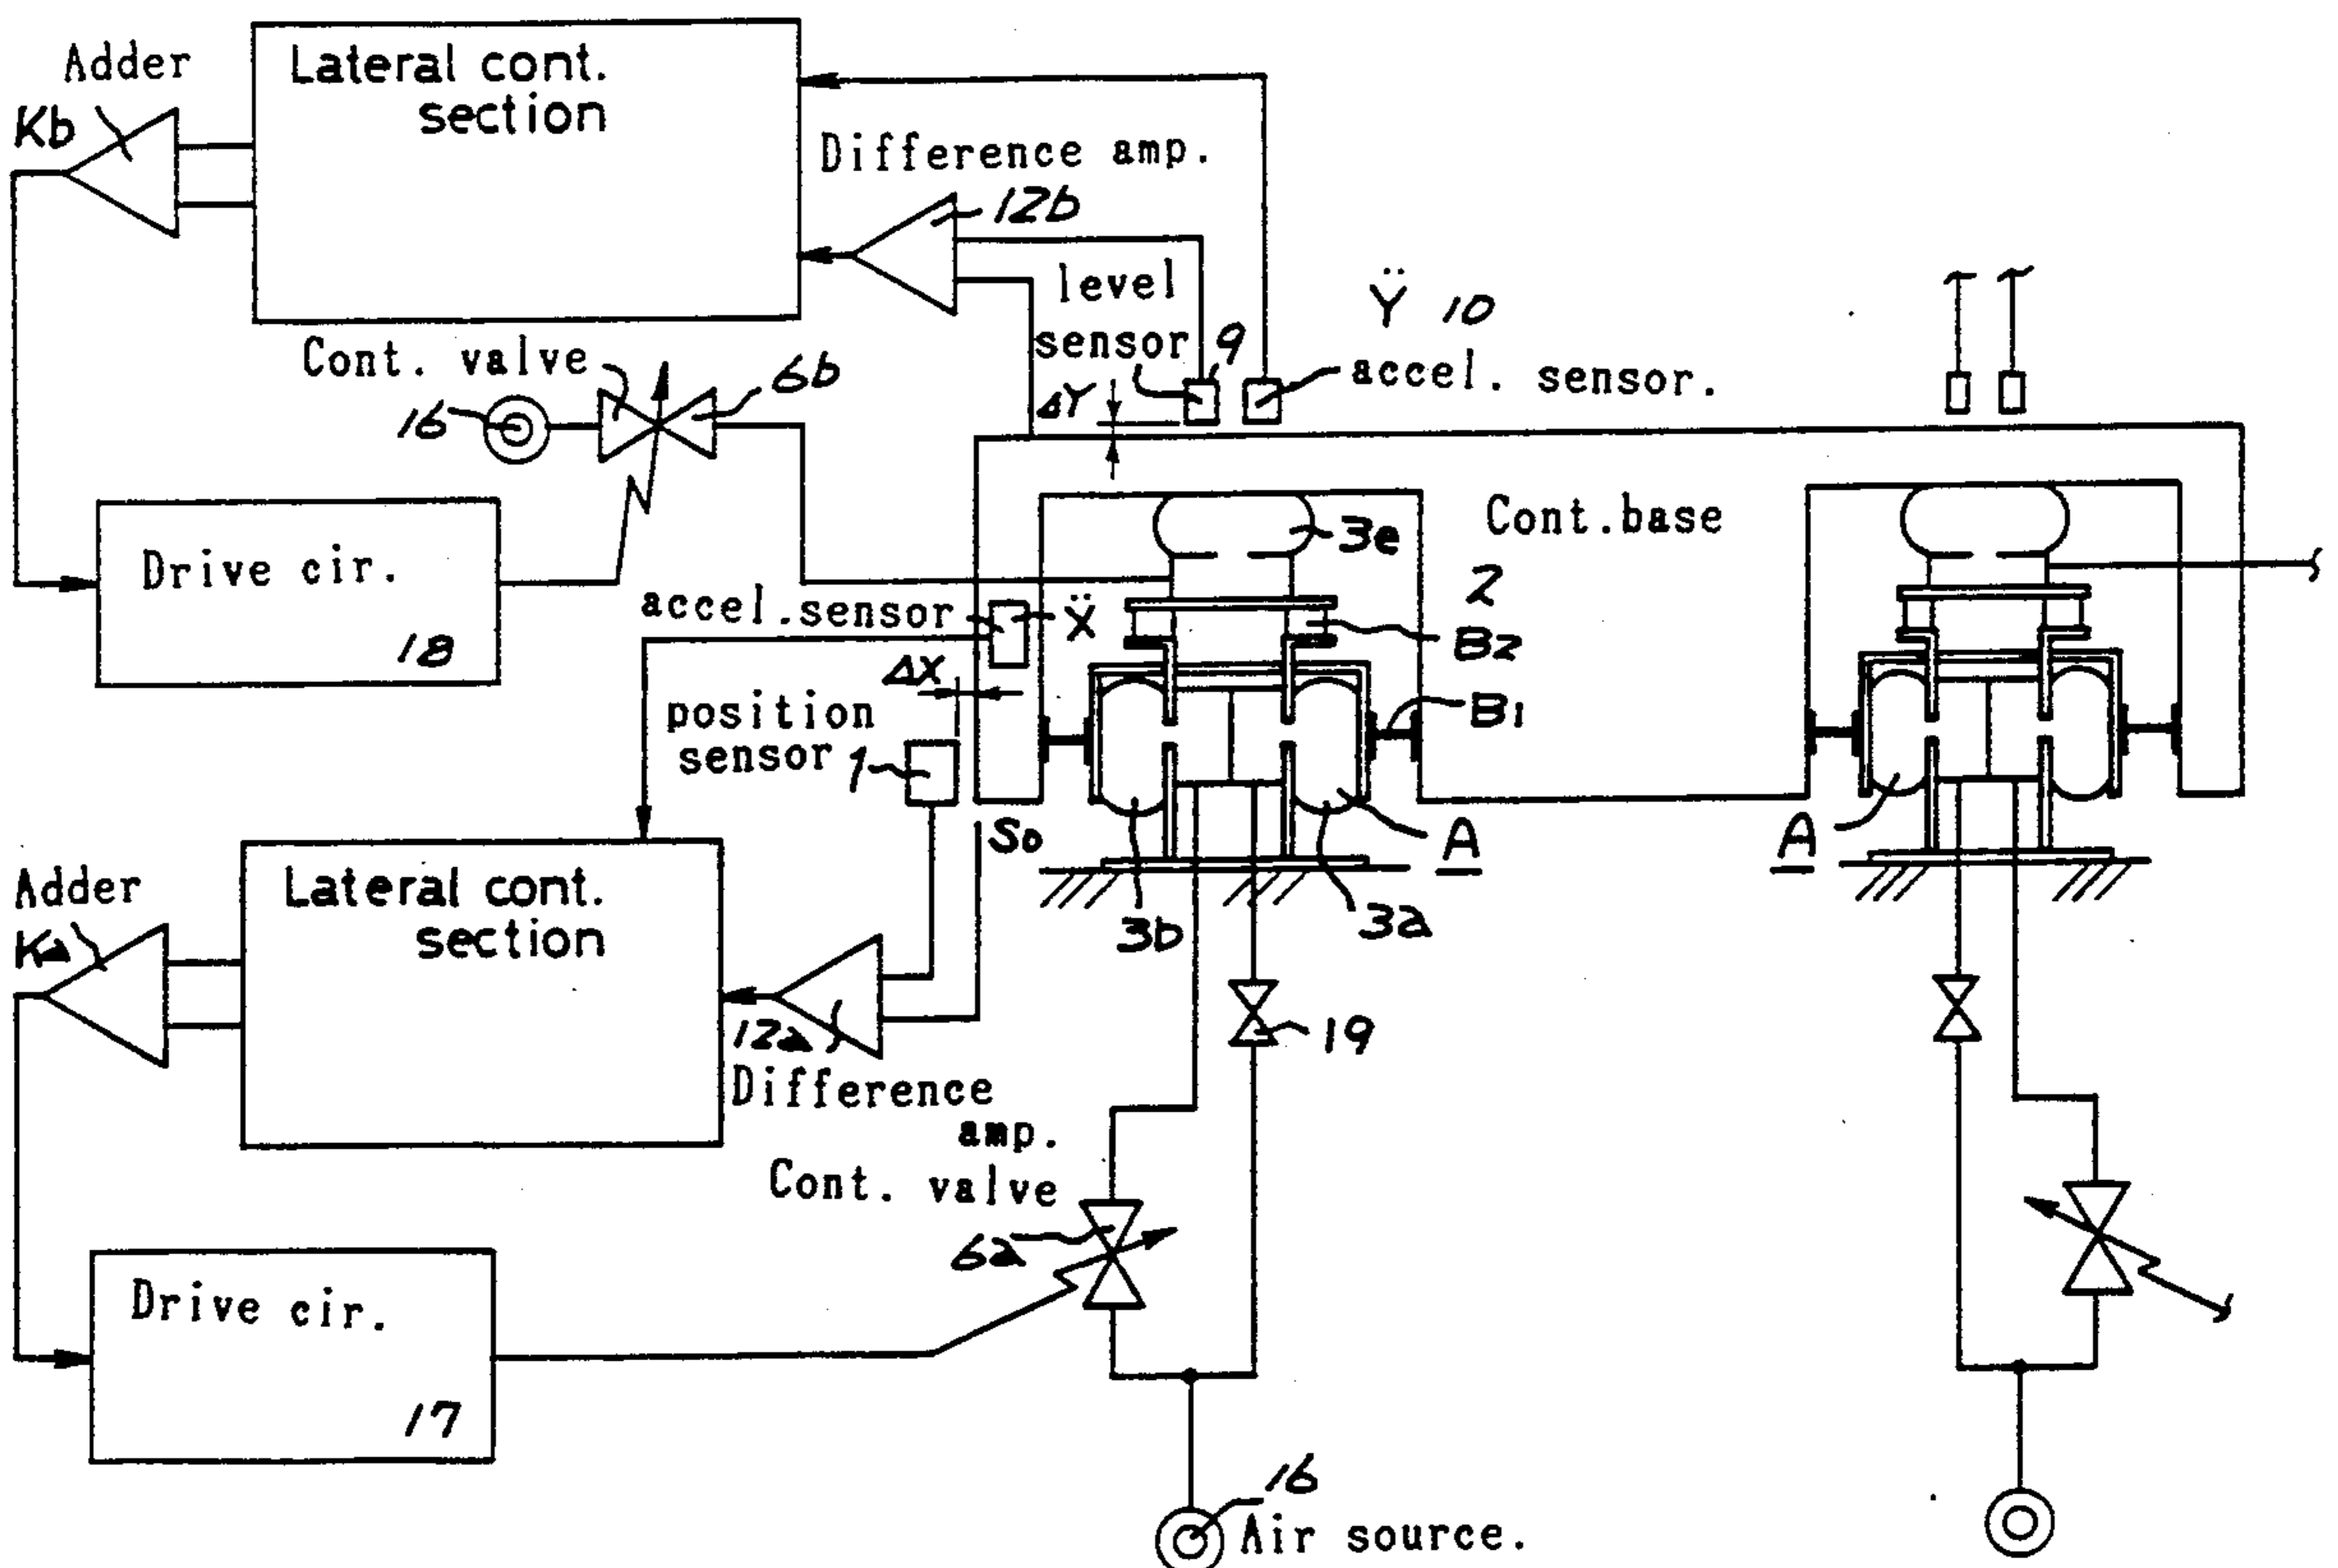 Adder
Kb
Lateral cont.
section
Difference amp.
12b
level
sensor
9
Ÿ 10
accel. sensor.
Cont. valve
6b
16
ΔY
Drive cir.
18
3e
Cont.base
2
B2
accel.sensor
Ẍ
ΔX
position
sensor
1
B1
So
A
A
3b
3a
Adder
Ka
Lateral cont.
section
12a
Difference
amp.
19
Cont. valve
6a
Drive cir.
17
16
Air source.